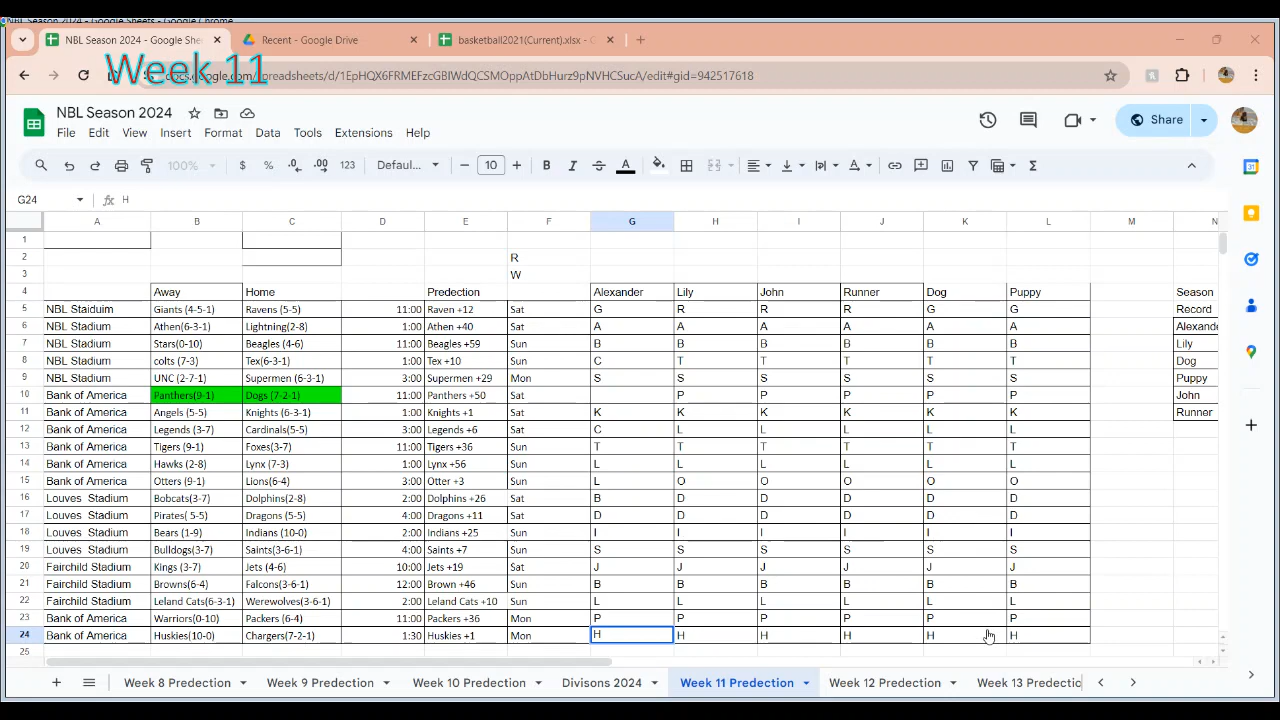 NBL Season 2024 - Google Sheets - Google Chrome
NBL Season 2024 - Google She
Recent - Google Drive
basketball2021(Current).xlsx - G
Week 11
docs.google.com/spreadsheets/d/1EpHQX6FRMEFzcGBIWdQCSMOppAtDbHurz9pNVHCSucA/edit#gid=942517618
NBL Season 2024
File Edit View Insert Format Data Tools Extensions Help
Share
100% $ % .0 .00 123 Defaul... 10 B I A
G24 fx H
A B C D E F G H I J K L M N
1
2 R
3 W
4 Away Home Predection Alexander Lily John Runner Dog Puppy Season
5 NBL Staiduim Giants (4-5-1) Ravens (5-5) 11:00 Raven +12 Sat G R R R G G Record
6 NBL Stadium Athen(6-3-1) Lightning(2-8) 1:00 Athen +40 Sat A A A A A A Alexande
7 NBL Stadium Stars(0-10) Beagles (4-6) 11:00 Beagles +59 Sun B B B B B B Lily
8 NBL Stadium colts (7-3) Tex(6-3-1) 1:00 Tex +10 Sun C T T T T T Dog
9 NBL Stadium UNC (2-7-1) Supermen (6-3-1) 3:00 Supermen +29 Mon S S S S S S Puppy
10 Bank of America Panthers(9-1) Dogs (7-2-1) 11:00 Panthers +50 Sat P P P P P John
11 Bank of America Angels (5-5) Knights (6-3-1) 1:00 Knights +1 Sat K K K K K K Runner
12 Bank of America Legends (3-7) Cardinals(5-5) 3:00 Legends +6 Sat C L L L L L
13 Bank of America Tigers (9-1) Foxes(3-7) 11:00 Tigers +36 Sun T T T T T T
14 Bank of America Hawks (2-8) Lynx (7-3) 1:00 Lynx +56 Sun L L L L L L
15 Bank of America Otters (9-1) Lions(6-4) 3:00 Otter +3 Sun L O O O O O
16 Louves Stadium Bobcats(3-7) Dolphins(2-8) 2:00 Dolphins +26 Sat B D D D D D
17 Louves Stadium Pirates( 5-5) Dragons (5-5) 4:00 Dragons +11 Sat D D D D D D
18 Louves Stadium Bears (1-9) Indians (10-0) 2:00 Indians +25 Sun I I I I I I
19 Louves Stadium Bulldogs(3-7) Saints(3-6-1) 4:00 Saints +7 Sun S S S S S S
20 Fairchild Stadium Kings (3-7) Jets (4-6) 10:00 Jets +19 Sat J J J J J J
21 Fairchild Stadium Browns(6-4) Falcons(3-6-1) 12:00 Brown +46 Sun B B B B B B
22 Fairchild Stadium Leland Cats(6-3-1) Werewolves(3-6-1) 2:00 Leland Cats +10 Sun L L L L L L
23 Bank of America Warriors(0-10) Packers (6-4) 11:00 Packers +36 Mon P P P P P P
24 Bank of America Huskies(10-0) Chargers(7-2-1) 1:30 Huskies +1 Mon H H H H H H
25
Week 8 Predection Week 9 Predection Week 10 Predection Divisons 2024 Week 11 Predection Week 12 Predection Week 13 Predectio